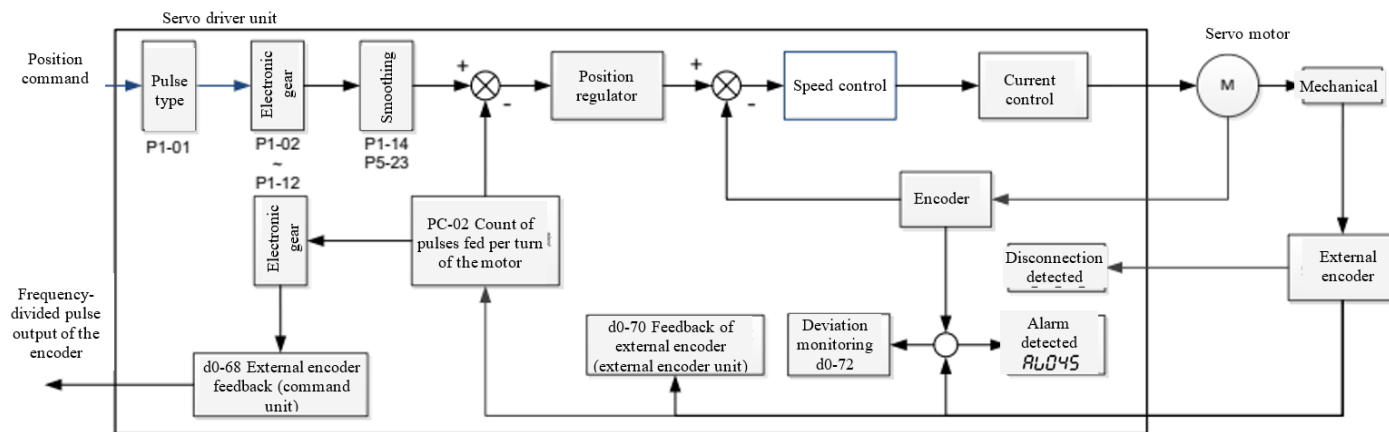 Servo driver unit
Servo motor
Position
command
Pulse
type
P1-01
Electronic
gear
P1-02
~
P1-12
Smoothing
P1-14
P5-23
+
-
Position
regulator
+
-
Speed control
Current
control
M
Mechanical
Electronic
gear
PC-02 Count of
pulses fed per turn
of the motor
Encoder
Disconnection
detected
External
encoder
Frequency-
divided pulse
output of the
encoder
d0-68 External encoder
feedback (command
unit)
d0-70 Feedback of
external encoder
(external encoder unit)
Deviation
monitoring
d0-72
Alarm
detected
AL045